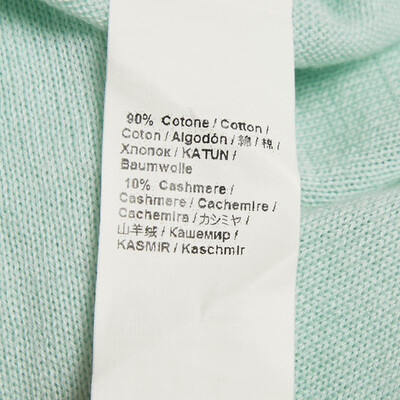 90% Cotone / Cotton /
Coton / Algodón / 綿 / 棉 /
Хлопок / KATUN /
Baumwolle
10% Cashmere /
Cashmere / Cachemire /
Cachemira / カシミヤ /
山羊绒 / Кашемир /
KASMIR / Kaschmir